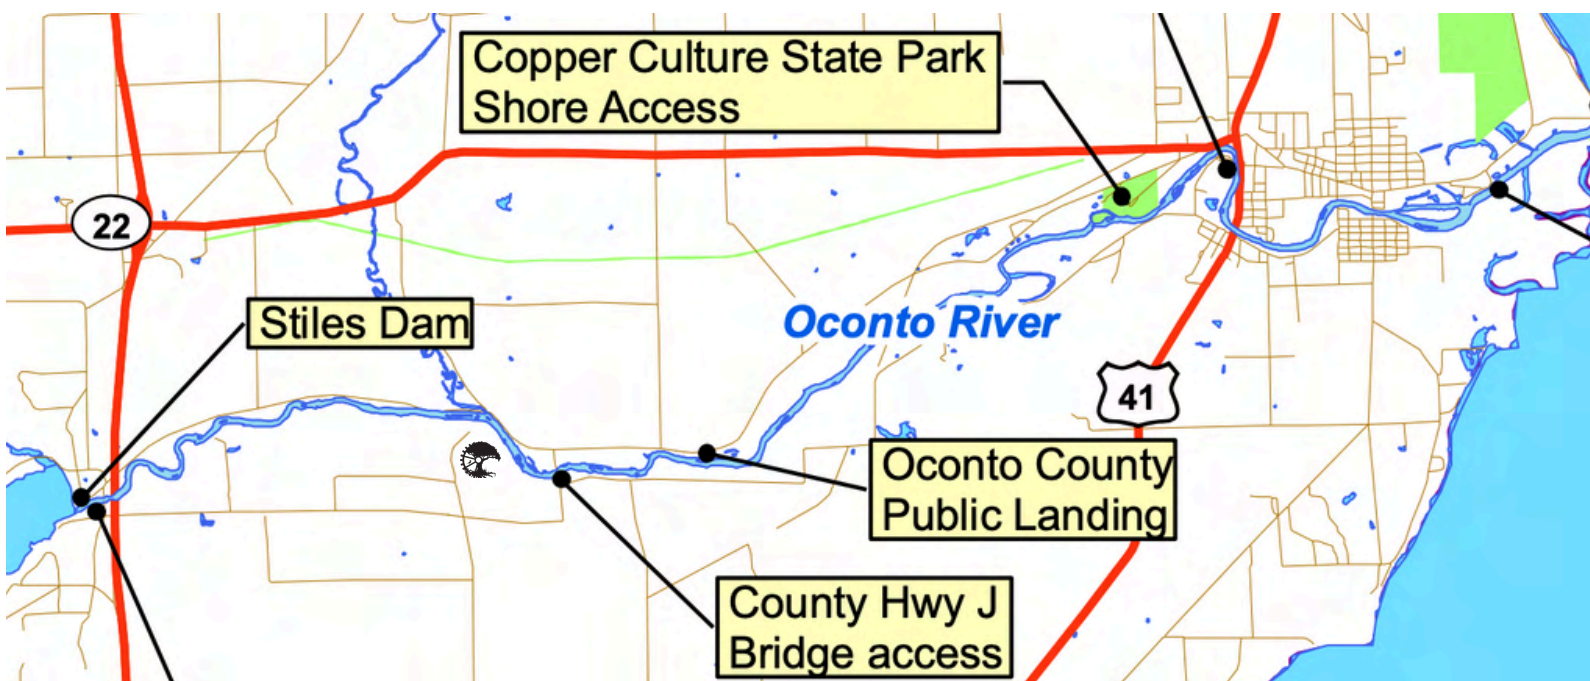 Copper Culture State Park
Shore Access
22
Stiles Dam
Oconto River
41
Oconto County
Public Landing
County Hwy J
Bridge access